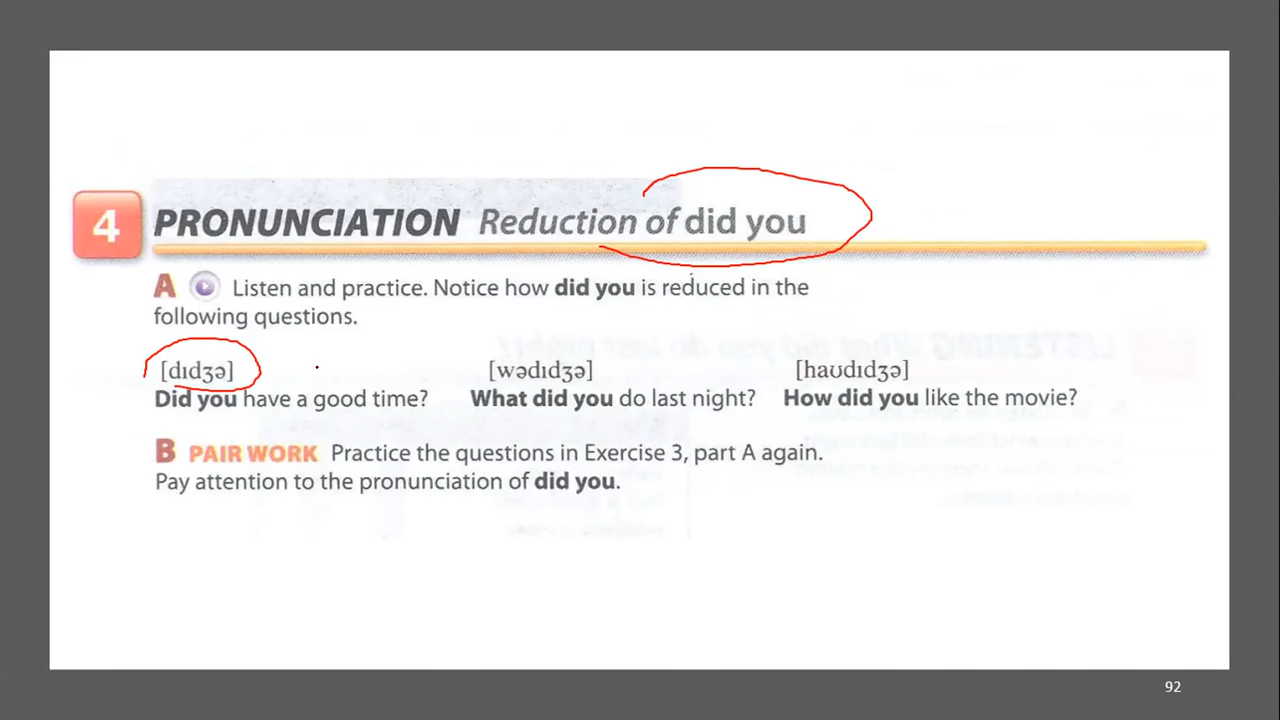 4 PRONUNCIATION Reduction of did you
A Listen and practice. Notice how did you is reduced in the
following questions.
[dɪdʒə] [wədɪdʒə] [haʊdɪdʒə]
Did you have a good time? What did you do last night? How did you like the movie?
B PAIR WORK Practice the questions in Exercise 3, part A again.
Pay attention to the pronunciation of did you.
92